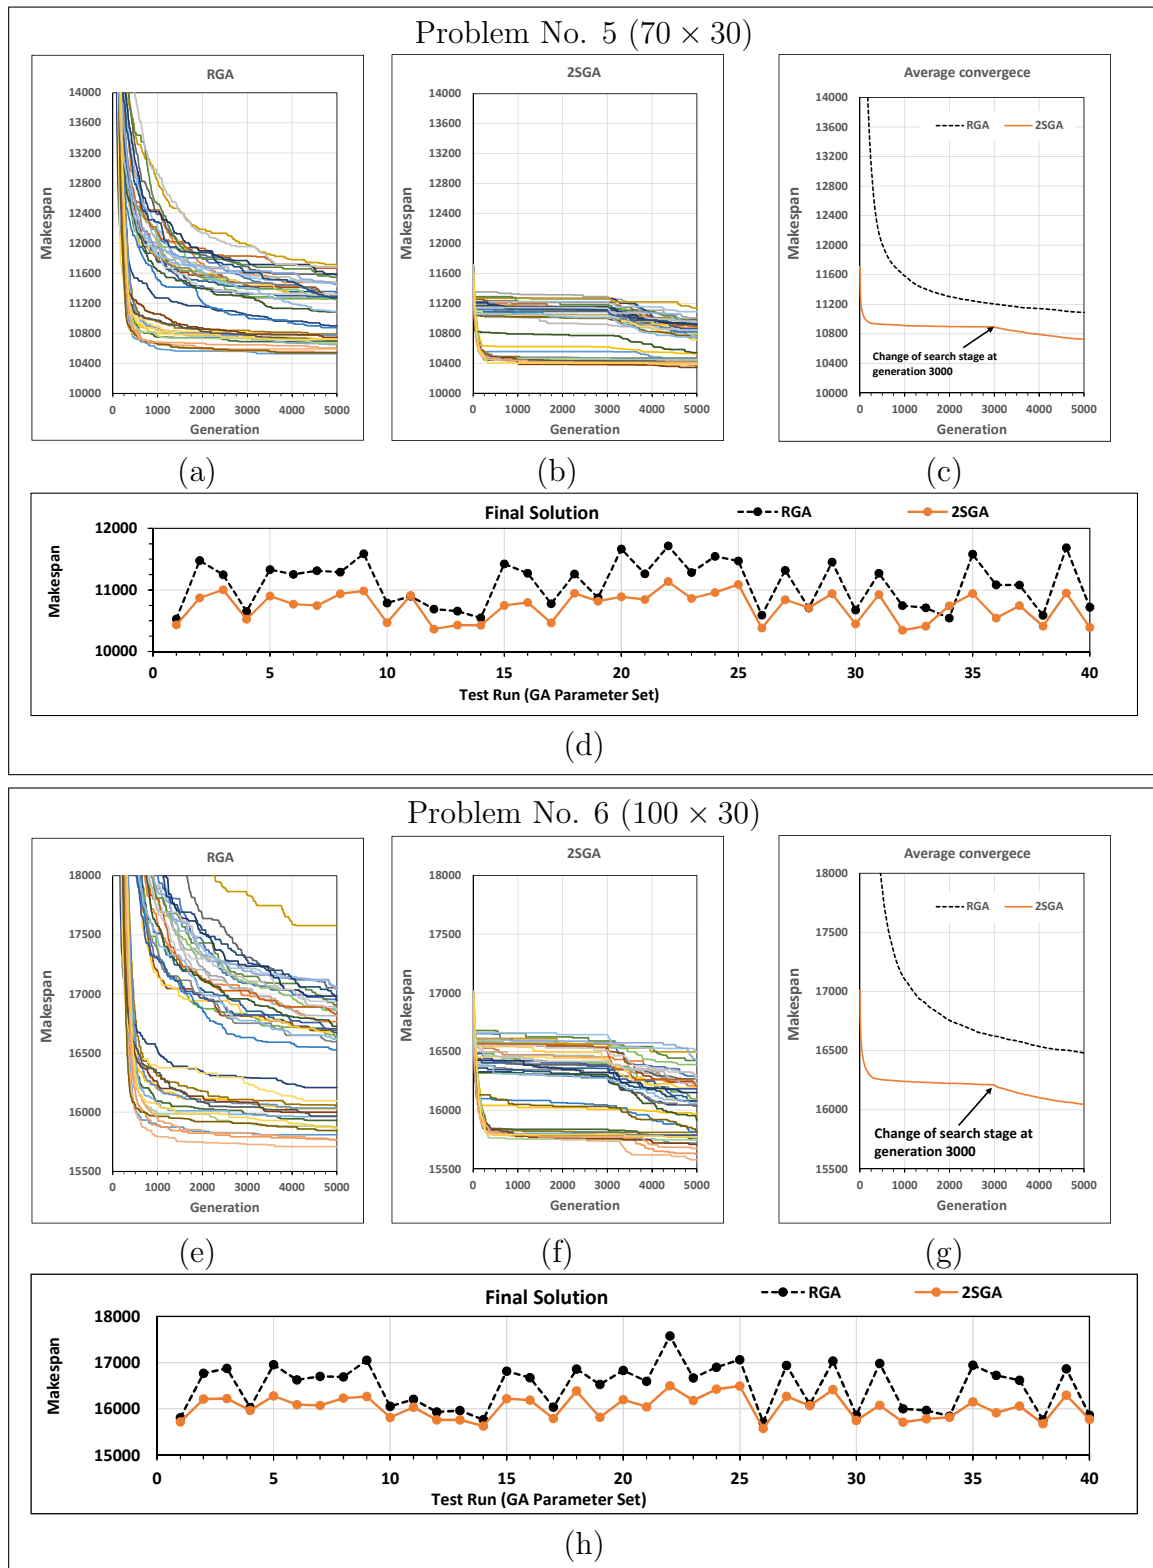 Problem No. 5 (70 × 30)
RGA
14000
13600
13200
12800
12400
12000
11600
11200
10800
10400
10000
Makespan
0 1000 2000 3000 4000 5000
Generation
(a)
2SGA
14000
13600
13200
12800
12400
12000
11600
11200
10800
10400
10000
Makespan
0 1000 2000 3000 4000 5000
Generation
(b)
Average convergece
14000
13600
13200
12800
12400
12000
11600
11200
10800
10400
10000
Makespan
RGA 2SGA
Change of search stage at
generation 3000
0 1000 2000 3000 4000 5000
Generation
(c)
Final Solution
RGA 2SGA
12000
11000
10000
Makespan
0 5 10 15 20 25 30 35 40
Test Run (GA Parameter Set)
(d)
Problem No. 6 (100 × 30)
RGA
18000
17500
17000
16500
16000
15500
Makespan
0 1000 2000 3000 4000 5000
Generation
(e)
2SGA
18000
17500
17000
16500
16000
15500
Makespan
0 1000 2000 3000 4000 5000
Generation
(f)
Average convergece
18000
17500
17000
16500
16000
15500
Makespan
RGA 2SGA
Change of search stage at
generation 3000
0 1000 2000 3000 4000 5000
Generation
(g)
Final Solution
RGA 2SGA
18000
17000
16000
15000
Makespan
0 5 10 15 20 25 30 35 40
Test Run (GA Parameter Set)
(h)